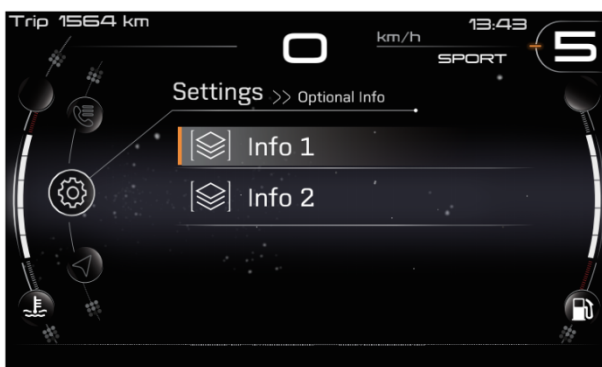 Trip 1564 km
13:43
0 km/h
SPORT
5
Settings >> Optional Info
Info 1
Info 2